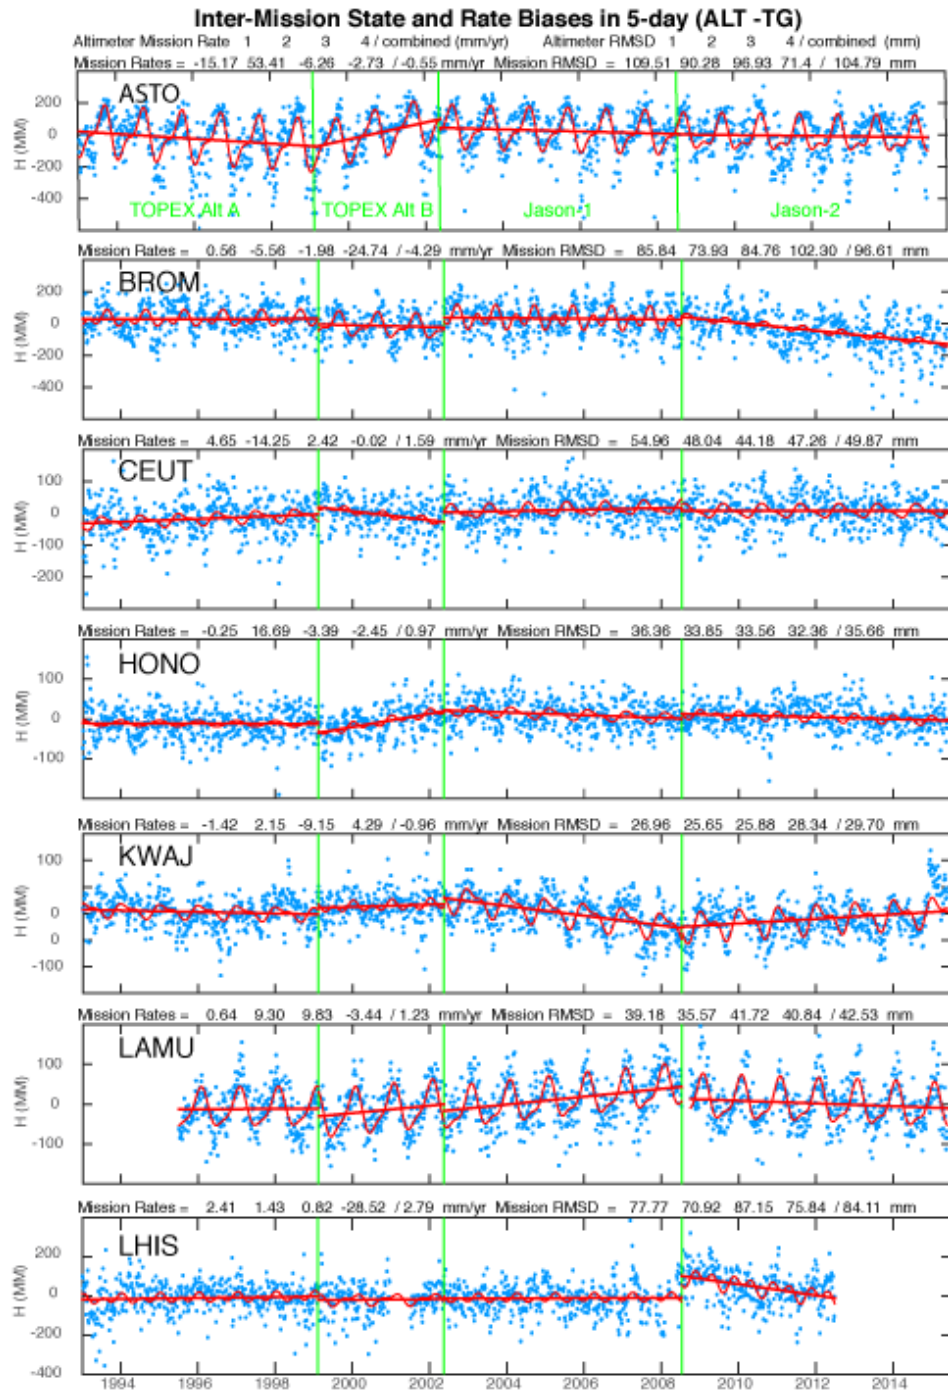 Inter-Mission State and Rate Biases in 5-day (ALT -TG)
Altimeter Mission Rate 1 2 3 4 / combined (mm/yr) Altimeter RMSD 1 2 3 4 / combined (mm)
Mission Rates = -15.17 53.41 -6.26 -2.73 / -0.55 mm/yr Mission RMSD = 109.51 90.28 96.93 71.4 / 104.79 mm
ASTO
200
0
-200
-400
H (MM)
TOPEX Alt A TOPEX Alt B Jason-1 Jason-2
Mission Rates = 0.56 -5.56 -1.98 -24.74 / -4.29 mm/yr Mission RMSD = 85.84 73.93 84.76 102.30 / 96.61 mm
BROM
200
0
-200
-400
H (MM)
Mission Rates = 4.65 -14.25 2.42 -0.02 / 1.59 mm/yr Mission RMSD = 54.96 48.04 44.18 47.26 / 49.87 mm
CEUT
100
0
-100
-200
H (MM)
Mission Rates = -0.25 16.69 -3.39 -2.45 / 0.97 mm/yr Mission RMSD = 36.36 33.85 33.56 32.36 / 35.66 mm
HONO
100
0
-100
H (MM)
Mission Rates = -1.42 2.15 -9.15 4.29 / -0.96 mm/yr Mission RMSD = 26.96 25.65 25.88 28.34 / 29.70 mm
KWAJ
100
0
0
-100
H (MM)
Mission Rates = 0.64 9.30 9.83 -3.44 / 1.23 mm/yr Mission RMSD = 39.18 35.57 41.72 40.84 / 42.53 mm
LAMU
100
0
-100
H (MM)
Mission Rates = 2.41 1.43 0.82 -28.52 / 2.79 mm/yr Mission RMSD = 77.77 70.92 87.15 75.84 / 84.11 mm
LHIS
200
0
-200
-400
H (MM)
1994 1996 1998 2000 2002 2004 2006 2008 2010 2012 2014